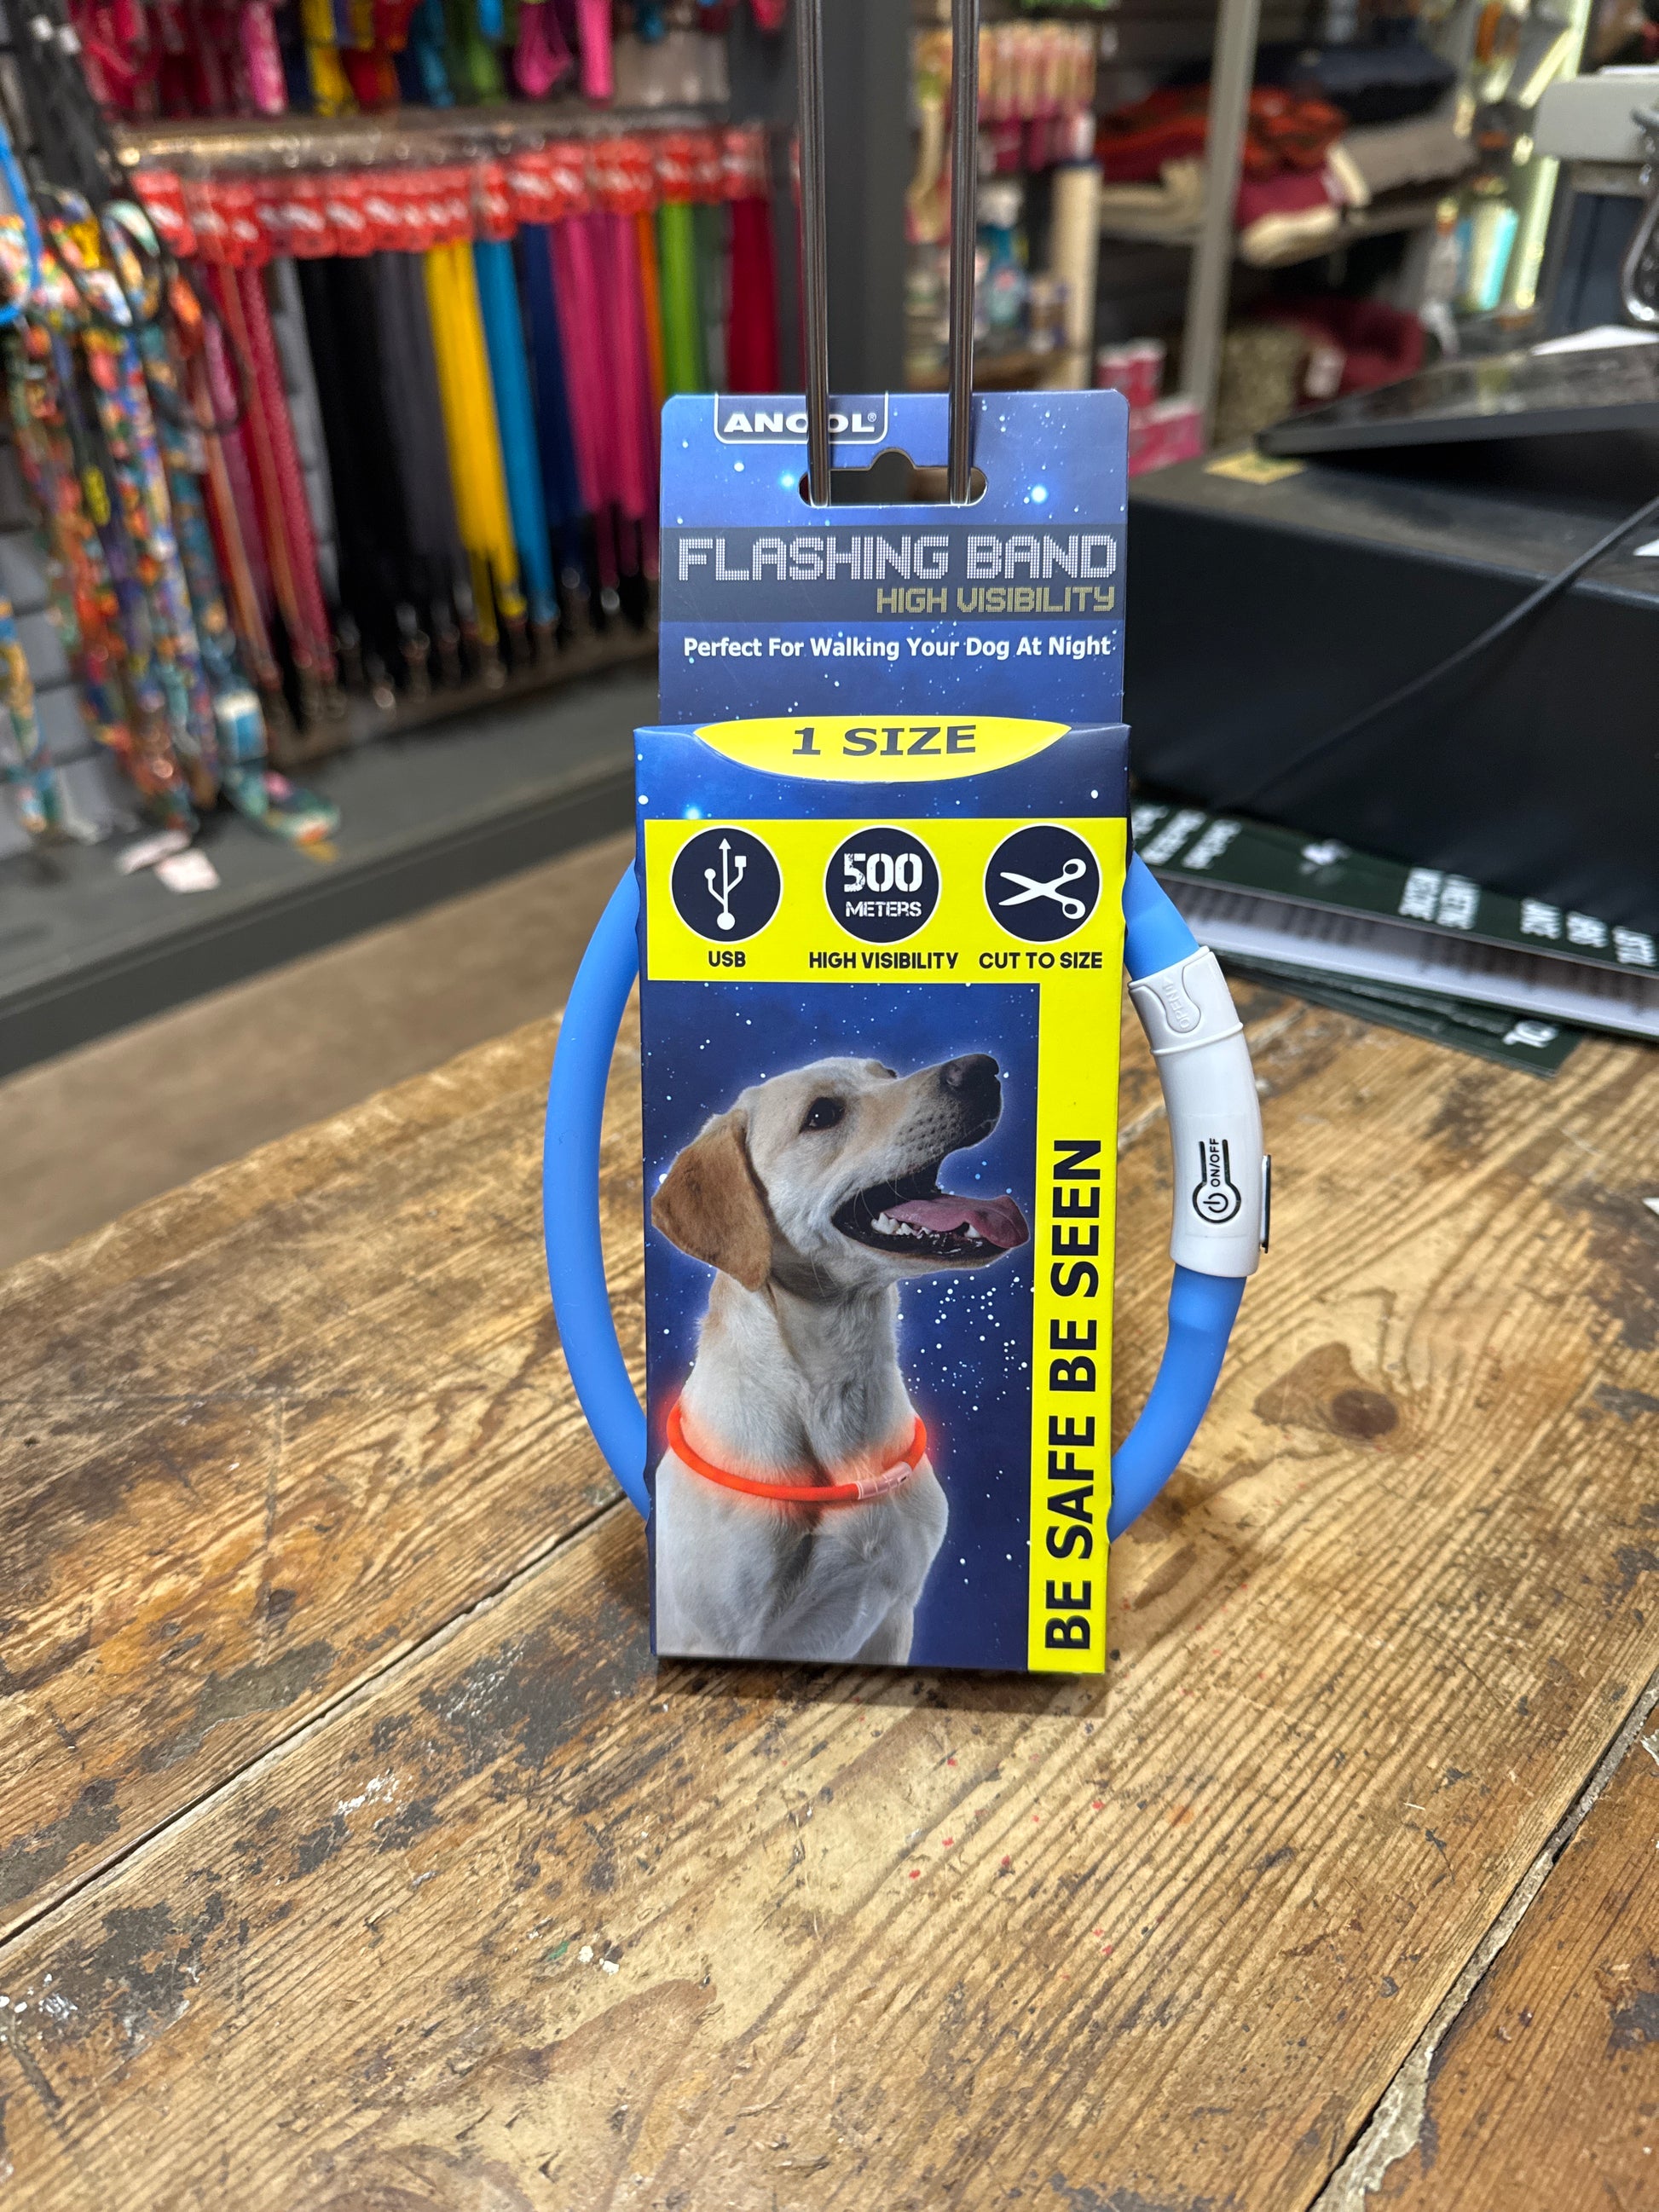 ANCOL®
FLASHING BAND
HIGH VISIBILITY
Perfect For Walking Your Dog At Night
1 SIZE
500
METERS
USB
HIGH VISIBILITY
CUT TO SIZE
OPEN
ON/OFF
BE SAFE BE SEEN